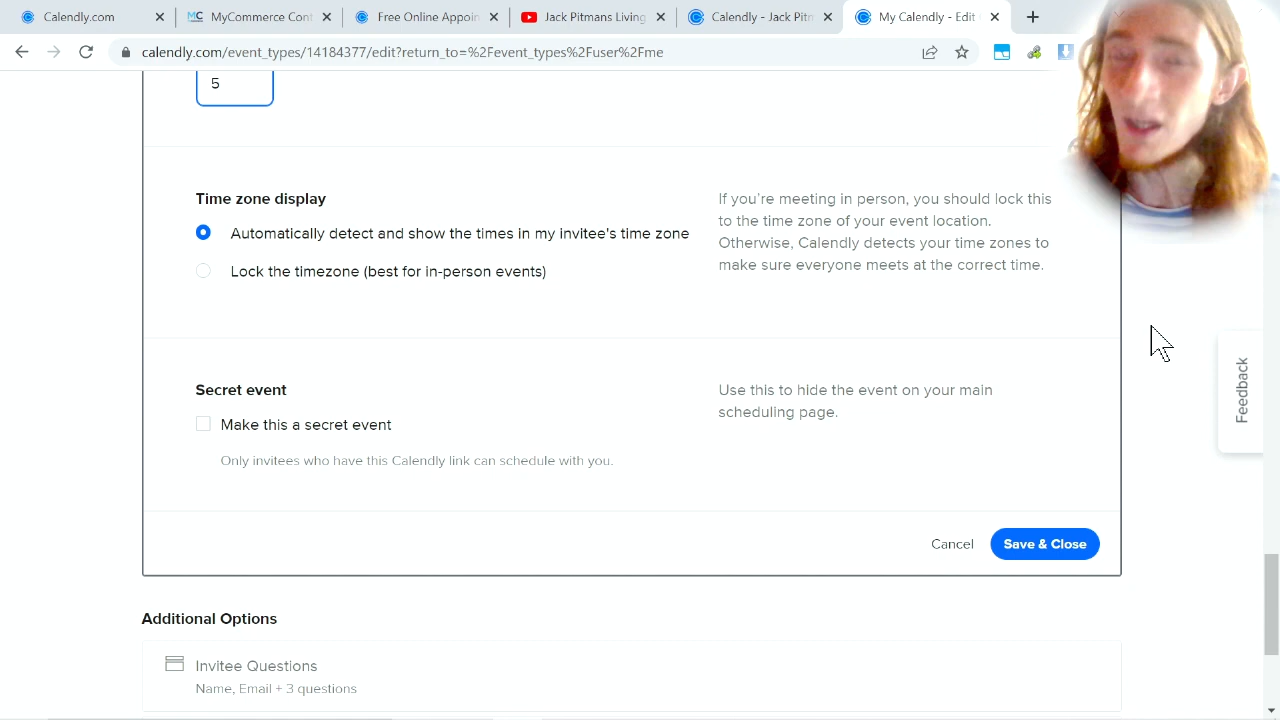 Calendly.com
MyCommerce Cont
Free Online Appoin
Jack Pitmans Living
Calendly - Jack Pitm
My Calendly - Edit
calendly.com/event_types/14184377/edit?return_to=%2Fevent_types%2Fuser%2Fme
5
Time zone display
Automatically detect and show the times in my invitee's time zone
Lock the timezone (best for in-person events)
If you're meeting in person, you should lock this
to the time zone of your event location.
Otherwise, Calendly detects your time zones to
make sure everyone meets at the correct time.
Secret event
Make this a secret event
Only invitees who have this Calendly link can schedule with you.
Use this to hide the event on your main
scheduling page.
Feedback
Cancel
Save & Close
Additional Options
Invitee Questions
Name, Email + 3 questions